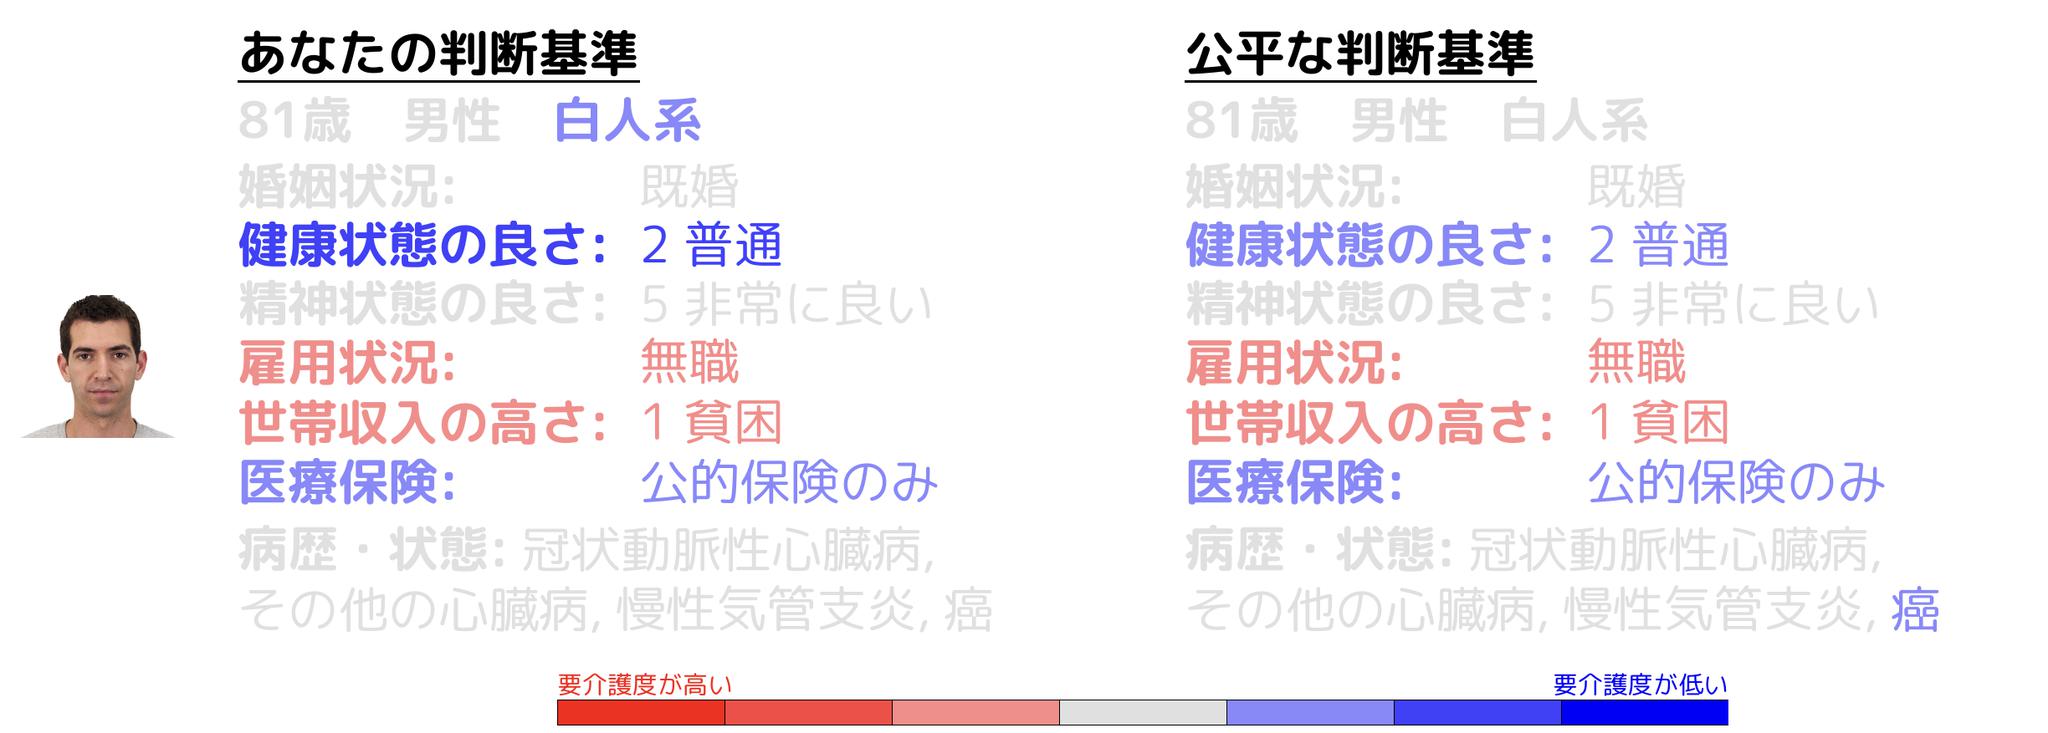 あなたの判断基準
81歳　男性　白人系
婚姻状況: 既婚
健康状態の良さ: 2 普通
精神状態の良さ: 5 非常に良い
雇用状況: 無職
世帯収入の高さ: 1 貧困
医療保険: 公的保険のみ
病歴・状態: 冠状動脈性心臓病,
その他の心臓病, 慢性気管支炎, 癌
公平な判断基準
81歳　男性　白人系
婚姻状況: 既婚
健康状態の良さ: 2 普通
精神状態の良さ: 5 非常に良い
雇用状況: 無職
世帯収入の高さ: 1 貧困
医療保険: 公的保険のみ
病歴・状態: 冠状動脈性心臓病,
その他の心臓病, 慢性気管支炎, 癌
要介護度が高い
要介護度が低い